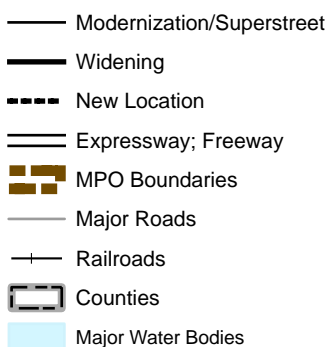 Modernization/Superstreet
Widening
New Location
Expressway; Freeway
MPO Boundaries
Major Roads
Railroads
Counties
Major Water Bodies